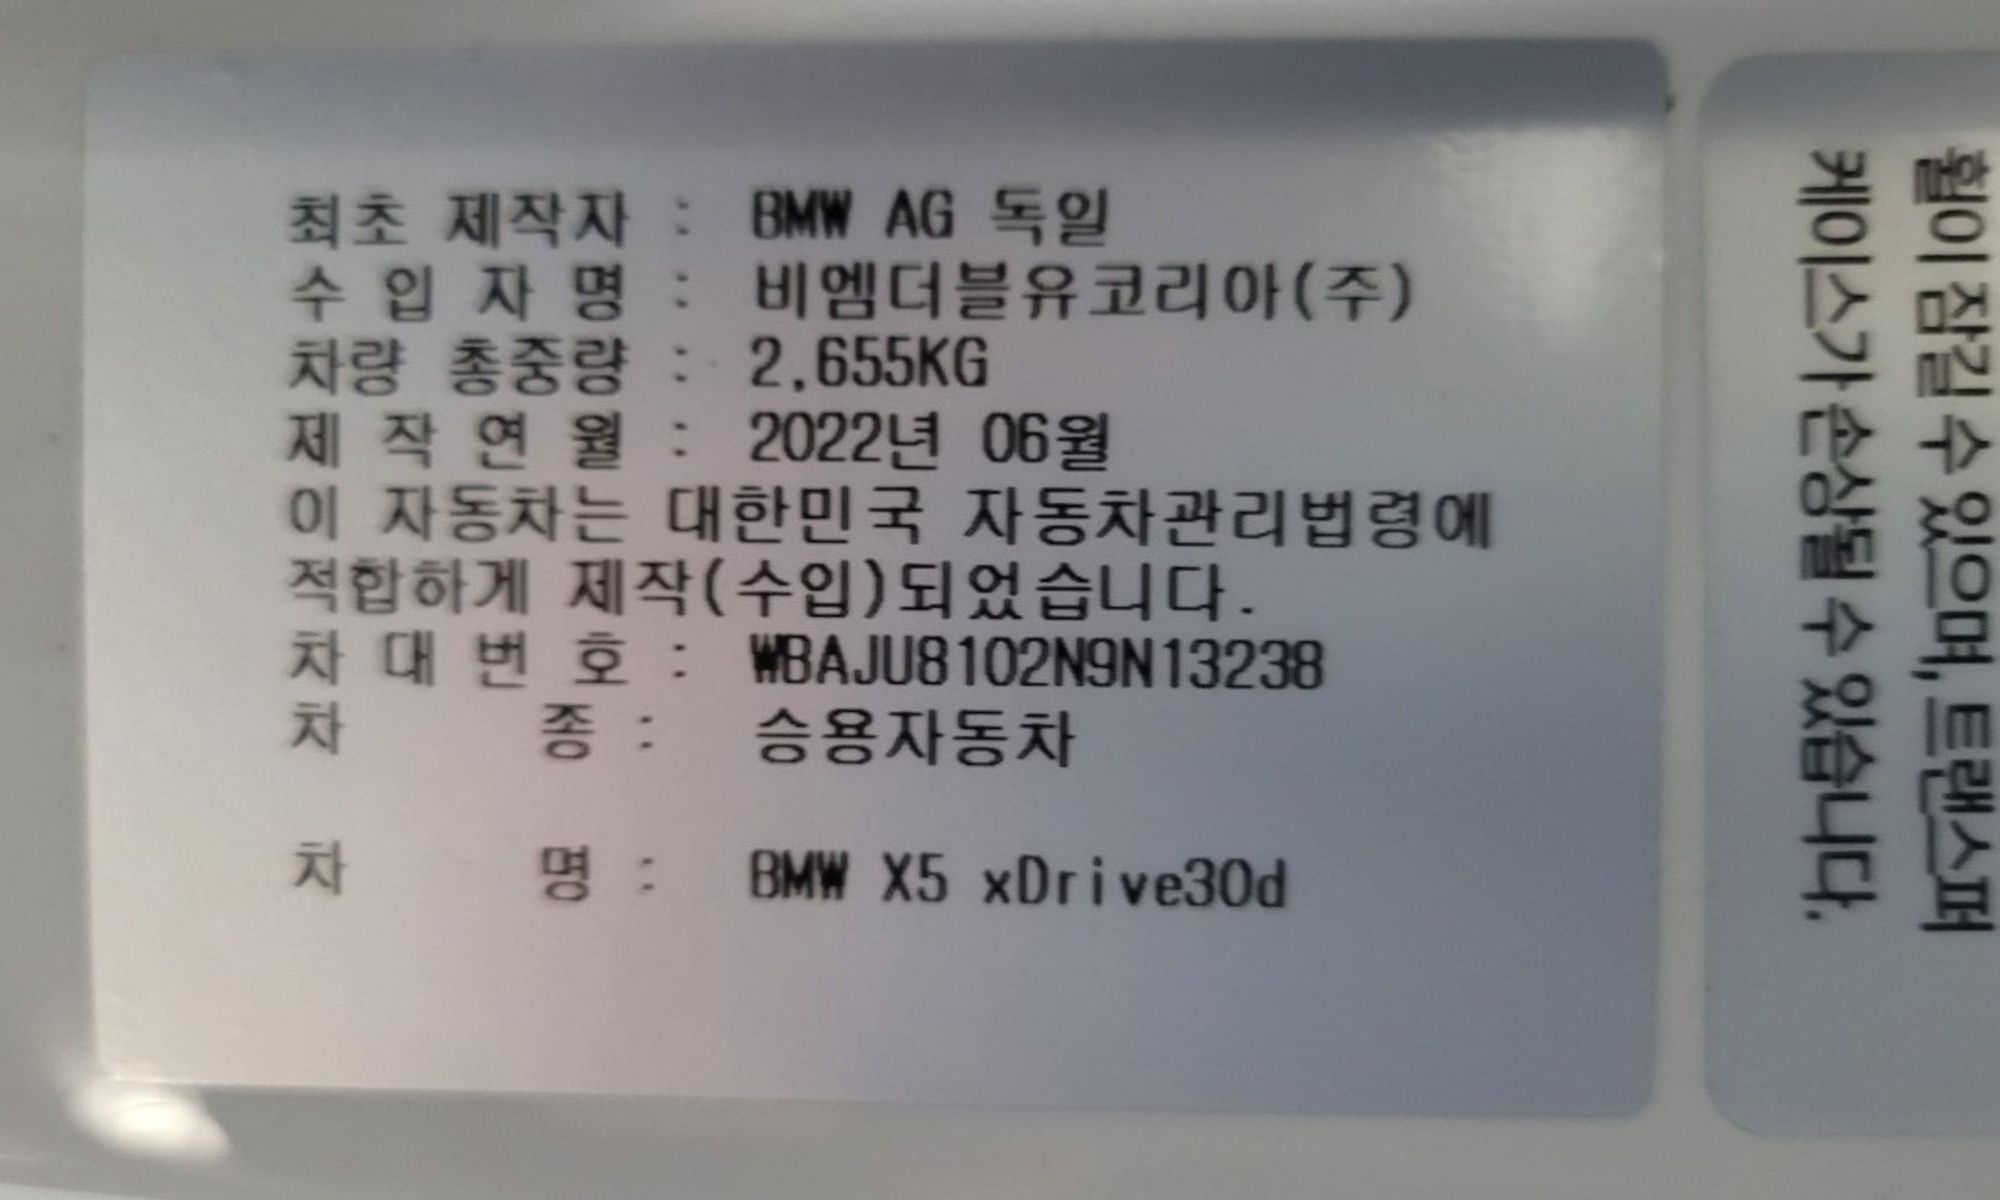 최초 제작자 : BMW AG 독일
수 입 자 명 : 비엠더블유코리아(주)
차량 총중량 : 2,655KG
제 작 연 월 : 2022년 06월
이 자동차는 대한민국 자동차관리법령에
적합하게 제작(수입)되었습니다.
차 대 번 호 : WBAJU8102N9N13238
차 종 : 승용자동차
차 명 : BMW X5 xDrive30d
휠이 잠길 수 있으며, 트랜스퍼
케이스가 손상될 수 있습니다.